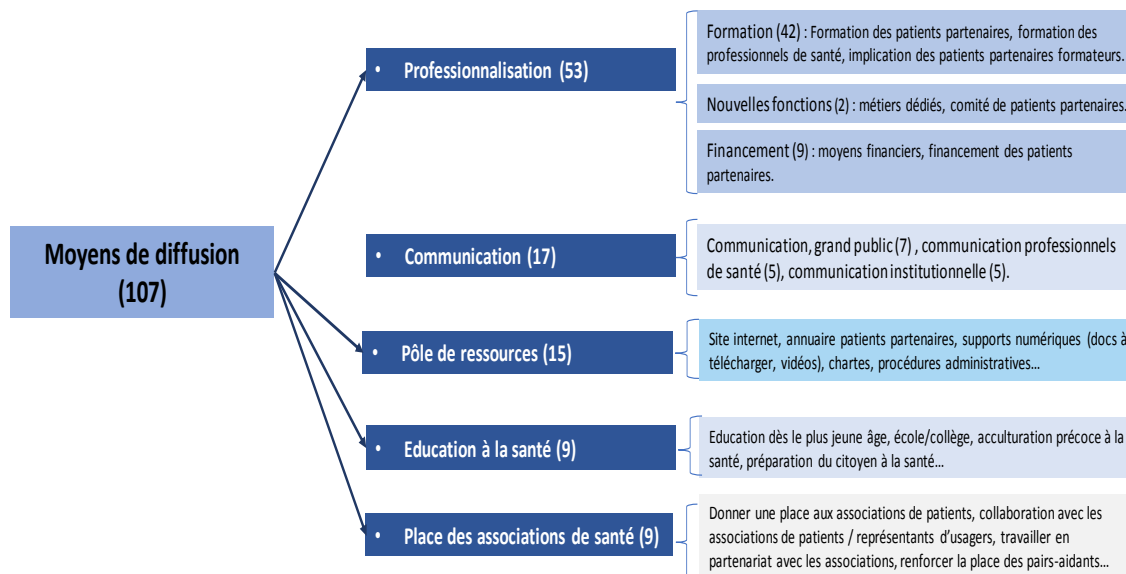 Moyens de diffusion
(107)
• Professionnalisation (53)
Formation (42) : Formation des patients partenaires, formation des
professionnels de santé, implication des patients partenaires formateurs.
Nouvelles fonctions (2) : métiers dédiés, comité de patients partenaires.
Financement (9) : moyens financiers, financement des patients
partenaires.
• Communication (17)
Communication, grand public (7) , communication professionnels
de santé (5), communication institutionnelle (5).
• Pôle de ressources (15)
Site internet, annuaire patients partenaires, supports numériques (docs à
télécharger, vidéos), chartes, procédures administratives…
• Education à la santé (9)
Education dès le plus jeune âge, école/collège, acculturation précoce à la
santé, préparation du citoyen à la santé…
• Place des associations de santé (9)
Donner une place aux associations de patients, collaboration avec les
associations de patients / représentants d’usagers, travailler en
partenariat avec les associations, renforcer la place des pairs-aidants…